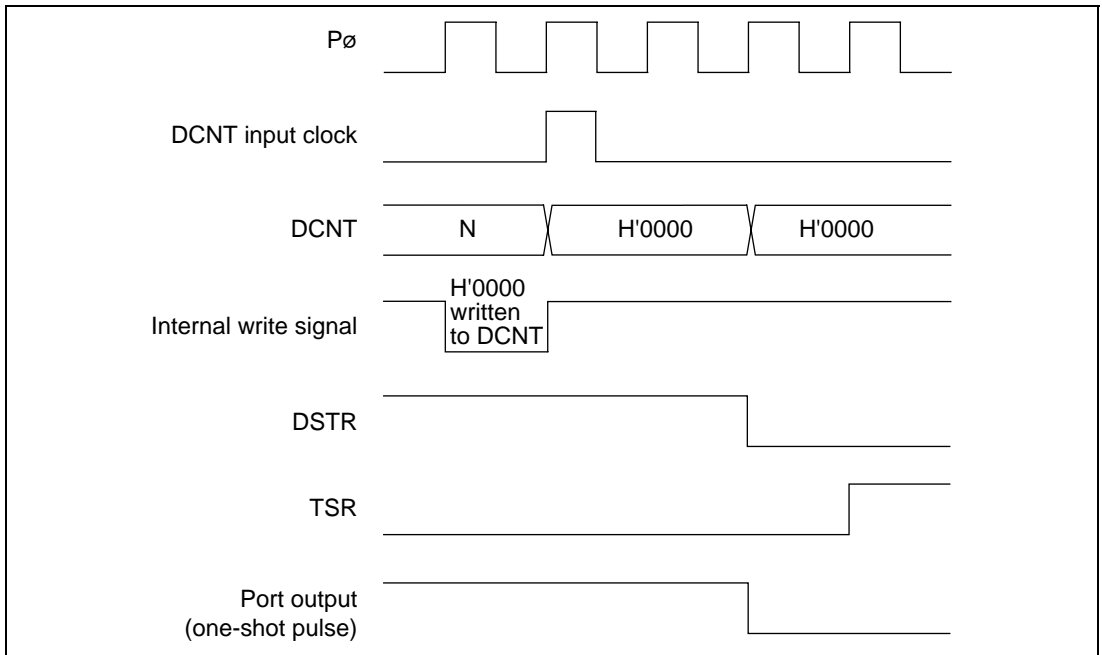 Pø
DCNT input clock
DCNT
N
H'0000
H'0000
Internal write signal
H'0000
written
to DCNT
DSTR
TSR
Port output
(one-shot pulse)